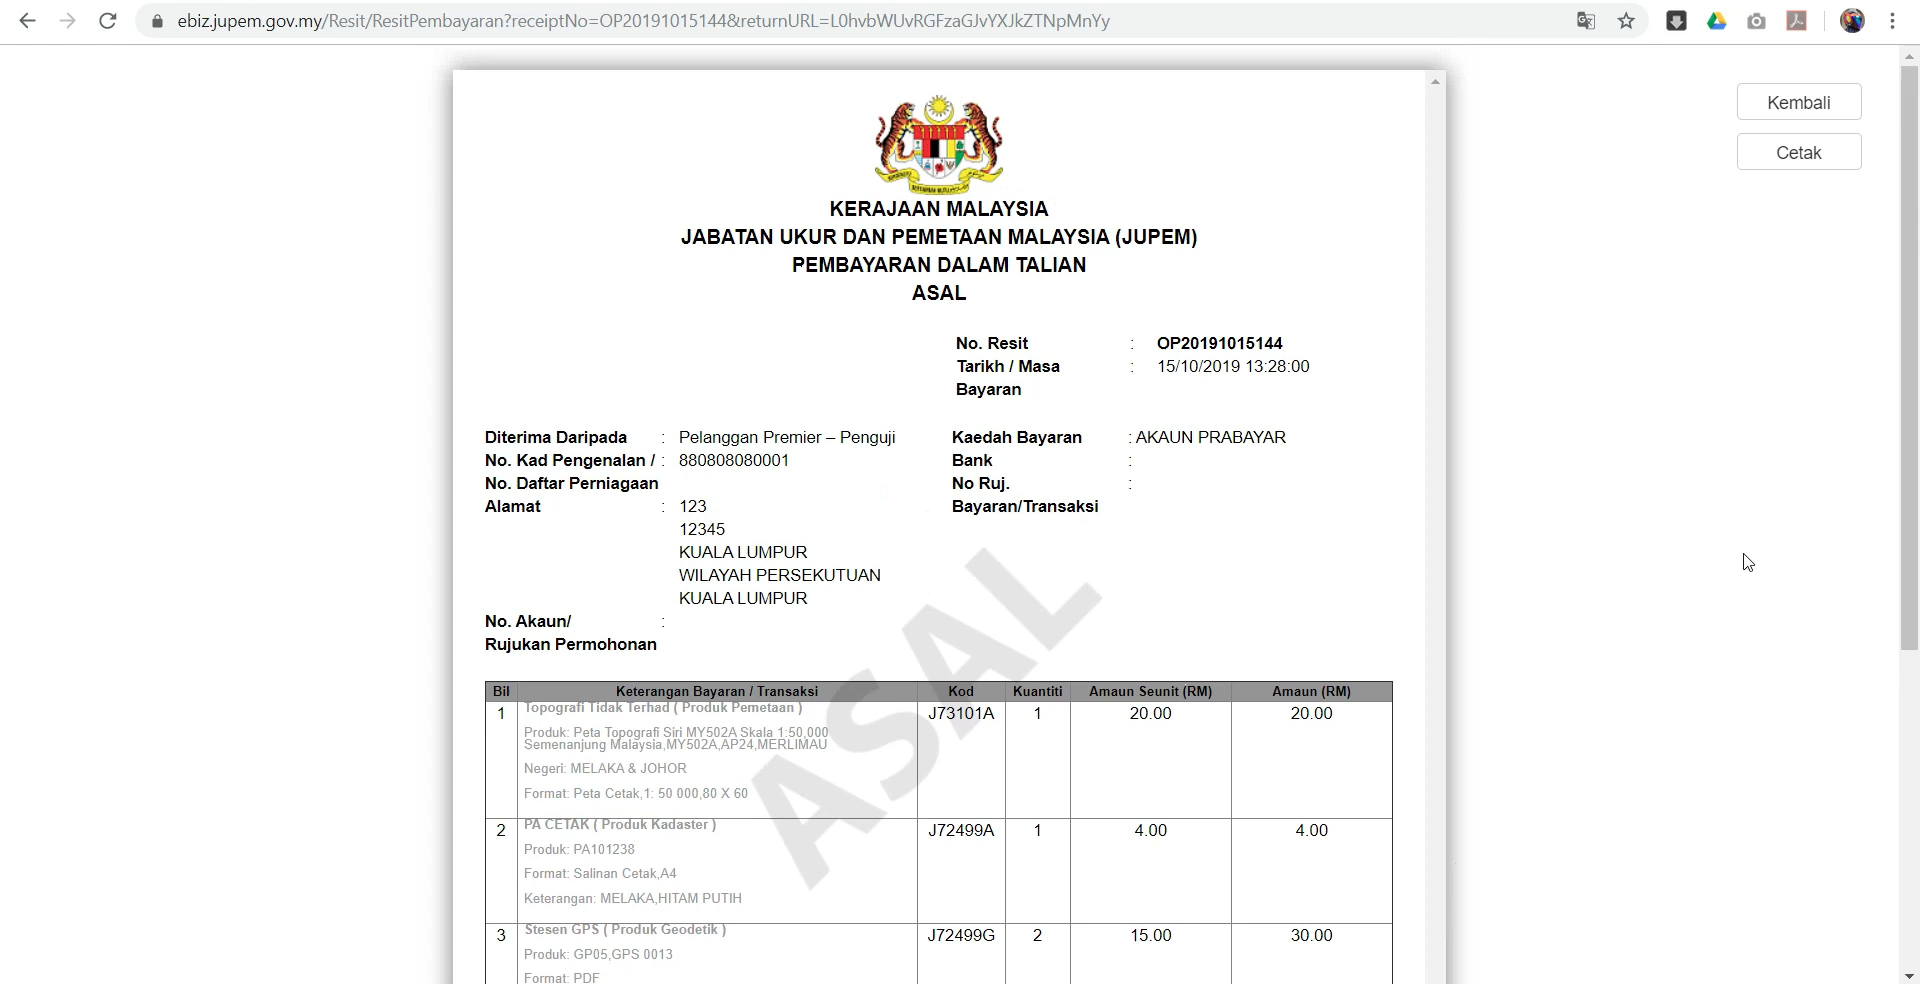 ebiz.jupem.gov.my/Resit/ResitPembayaran?receiptNo=OP20191015144&returnURL=L0hvbWUvRGFzaGJvYXJkZTNpMnYy
Kembali
Cetak
KERAJAAN MALAYSIA
JABATAN UKUR DAN PEMETAAN MALAYSIA (JUPEM)
PEMBAYARAN DALAM TALIAN
ASAL
No. Resit : OP20191015144
Tarikh / Masa : 15/10/2019 13:28:00
Bayaran
Diterima Daripada : Pelanggan Premier – Penguji Kaedah Bayaran : AKAUN PRABAYAR
No. Kad Pengenalan / : 880808080001 Bank :
No. Daftar Perniagaan No Ruj. :
Alamat : 123 Bayaran/Transaksi
12345
KUALA LUMPUR
WILAYAH PERSEKUTUAN
KUALA LUMPUR
No. Akaun/ :
Rujukan Permohonan
ASAL
Bil Keterangan Bayaran / Transaksi Kod Kuantiti Amaun Seunit (RM) Amaun (RM)
1 Topografi Tidak Terhad ( Produk Pemetaan ) J73101A 1 20.00 20.00
Produk: Peta Topografi Siri MY502A Skala 1:50,000
Semenanjung Malaysia,MY502A,AP24,MERLIMAU
Negeri: MELAKA & JOHOR
Format: Peta Cetak,1: 50 000,80 X 60
2 PA CETAK ( Produk Kadaster ) J72499A 1 4.00 4.00
Produk: PA101238
Format: Salinan Cetak,A4
Keterangan: MELAKA,HITAM PUTIH
3 Stesen GPS ( Produk Geodetik ) J72499G 2 15.00 30.00
Produk: GP05,GPS 0013
Format: PDF